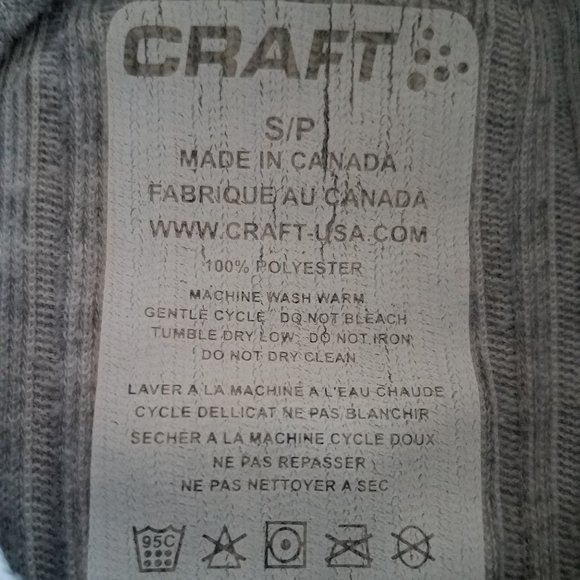 CRAFT
S/P
MADE IN CANADA
FABRIQUE AU CANADA
WWW.CRAFT-USA.COM
100% POLYESTER
MACHINE WASH WARM
GENTLE CYCLE DO NOT BLEACH
TUMBLE DRY LOW DO NOT IRON
DO NOT DRY CLEAN
LAVER A LA MACHINE A L'EAU CHAUDE
CYCLE DELLICAT NE PAS BLANCHIR
SECHER A LA MACHINE CYCLE DOUX
NE PAS REPASSER
NE PAS NETTOYER A SEC
95C